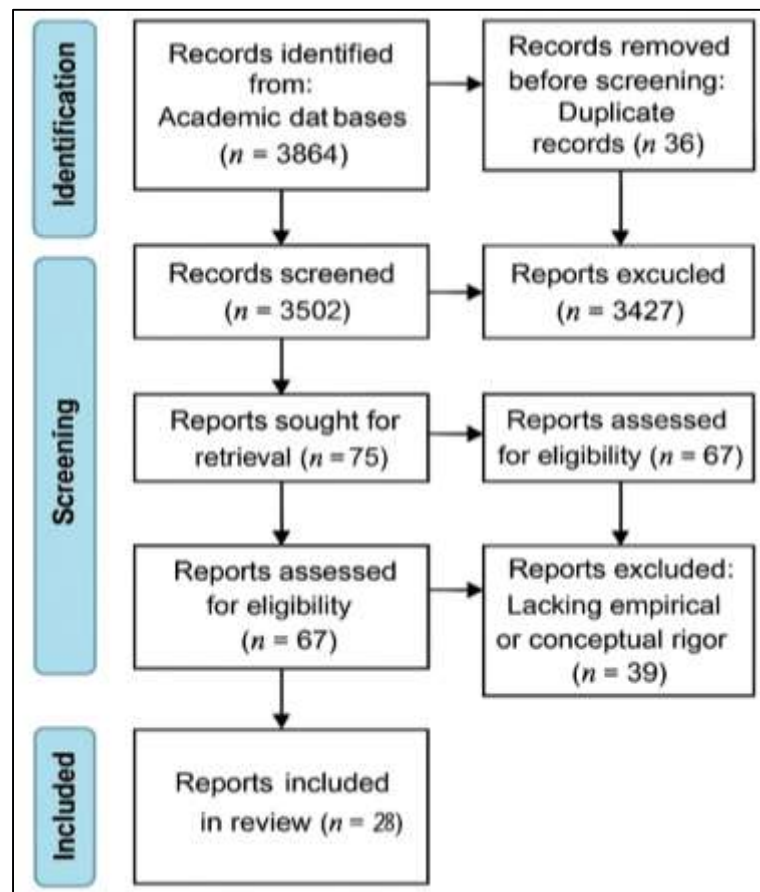 Identification
Records identified
from:
Academic dat bases
(n = 3864)
Records removed
before screening:
Duplicate
records (n 36)
Screening
Records screened
(n = 3502)
Reports excucled
(n = 3427)
Reports sought for
retrieval (n = 75)
Reports assessed
for eligibility (n = 67)
Reports assessed
for eligibility
(n = 67)
Reports excluded:
Lacking empirical
or conceptual rigor
(n = 39)
Included
Reports included
in review (n = 28)